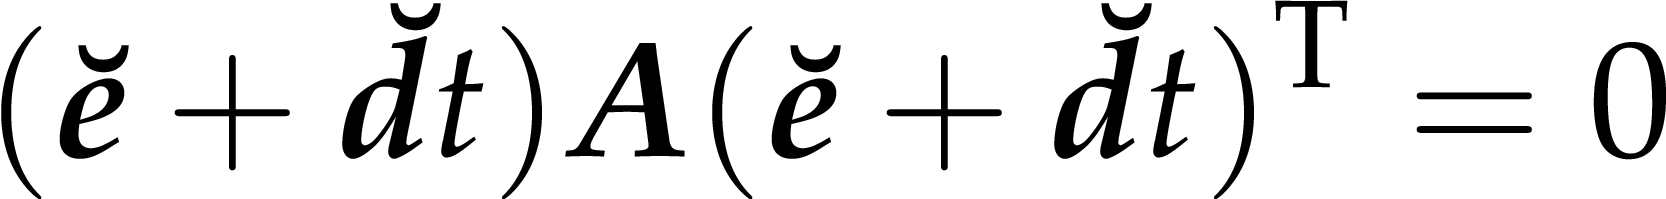 (𝒆̆ + 𝒅̆t)𝑨(𝒆̆ + 𝒅̆t)ᵀ = 0